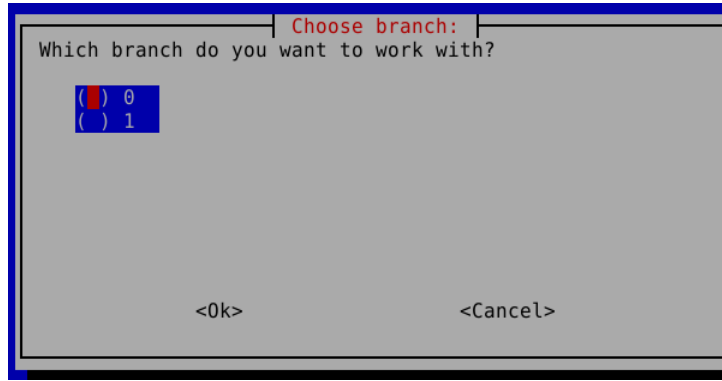 Choose branch:
Which branch do you want to work with?
( ) 0
( ) 1
<Ok> <Cancel>